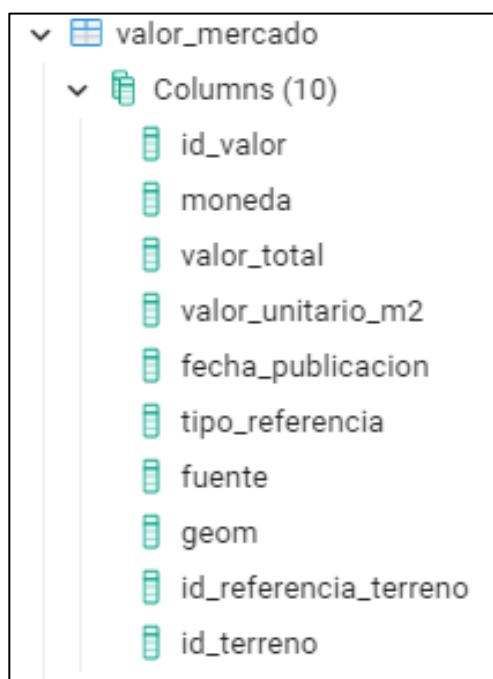 valor_mercado
Columns (10)
id_valor
moneda
valor_total
valor_unitario_m2
fecha_publicacion
tipo_referencia
fuente
geom
id_referencia_terreno
id_terreno